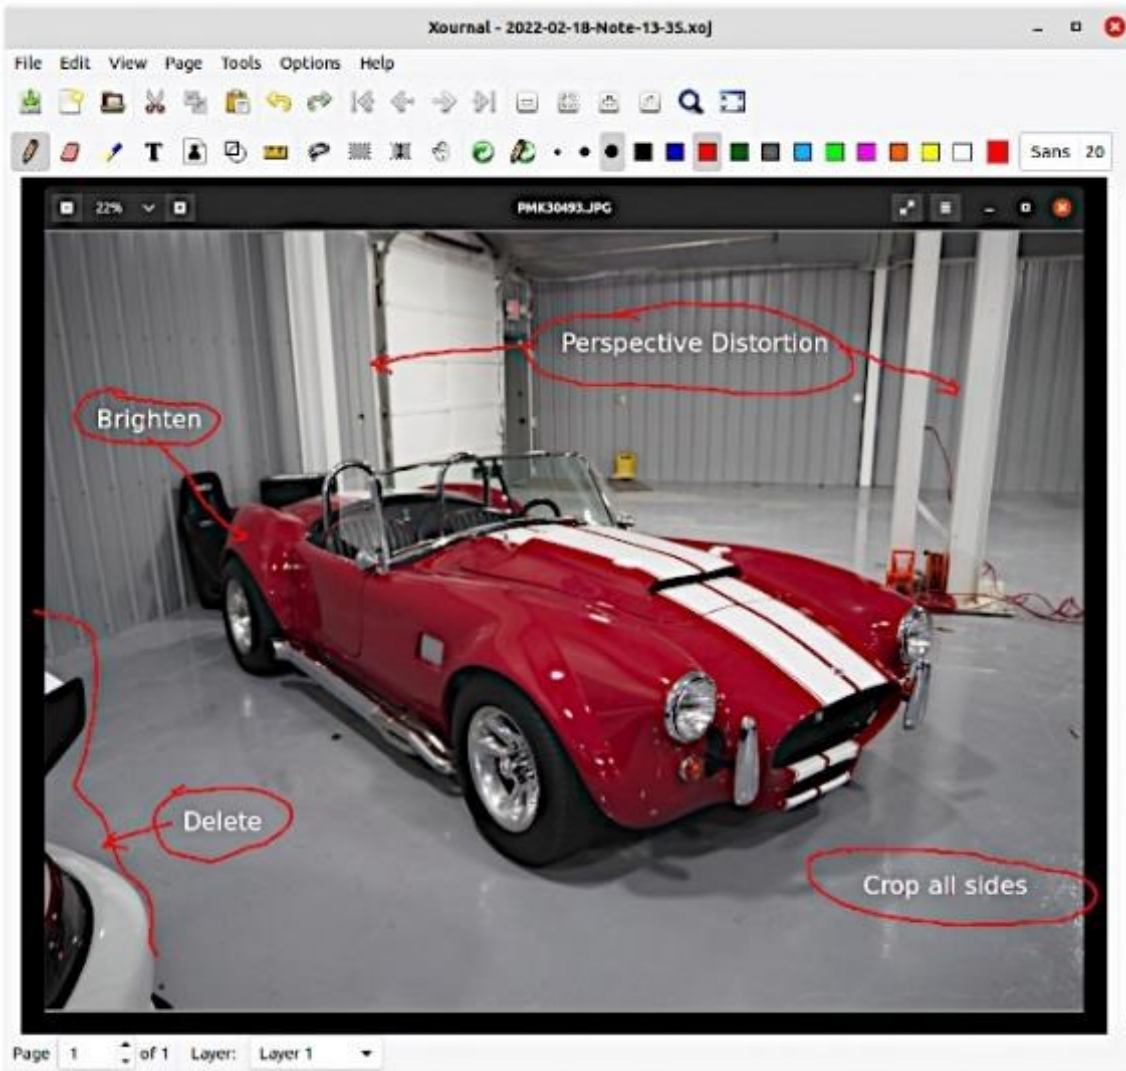 Xournal - 2022-02-18-Note-13-35.xoj
File Edit View Page Tools Options Help
T Sans 20
22% PMK30493.JPG
Perspective Distortion
Brighten
Delete
Crop all sides
Page 1 of 1 Layer: Layer 1